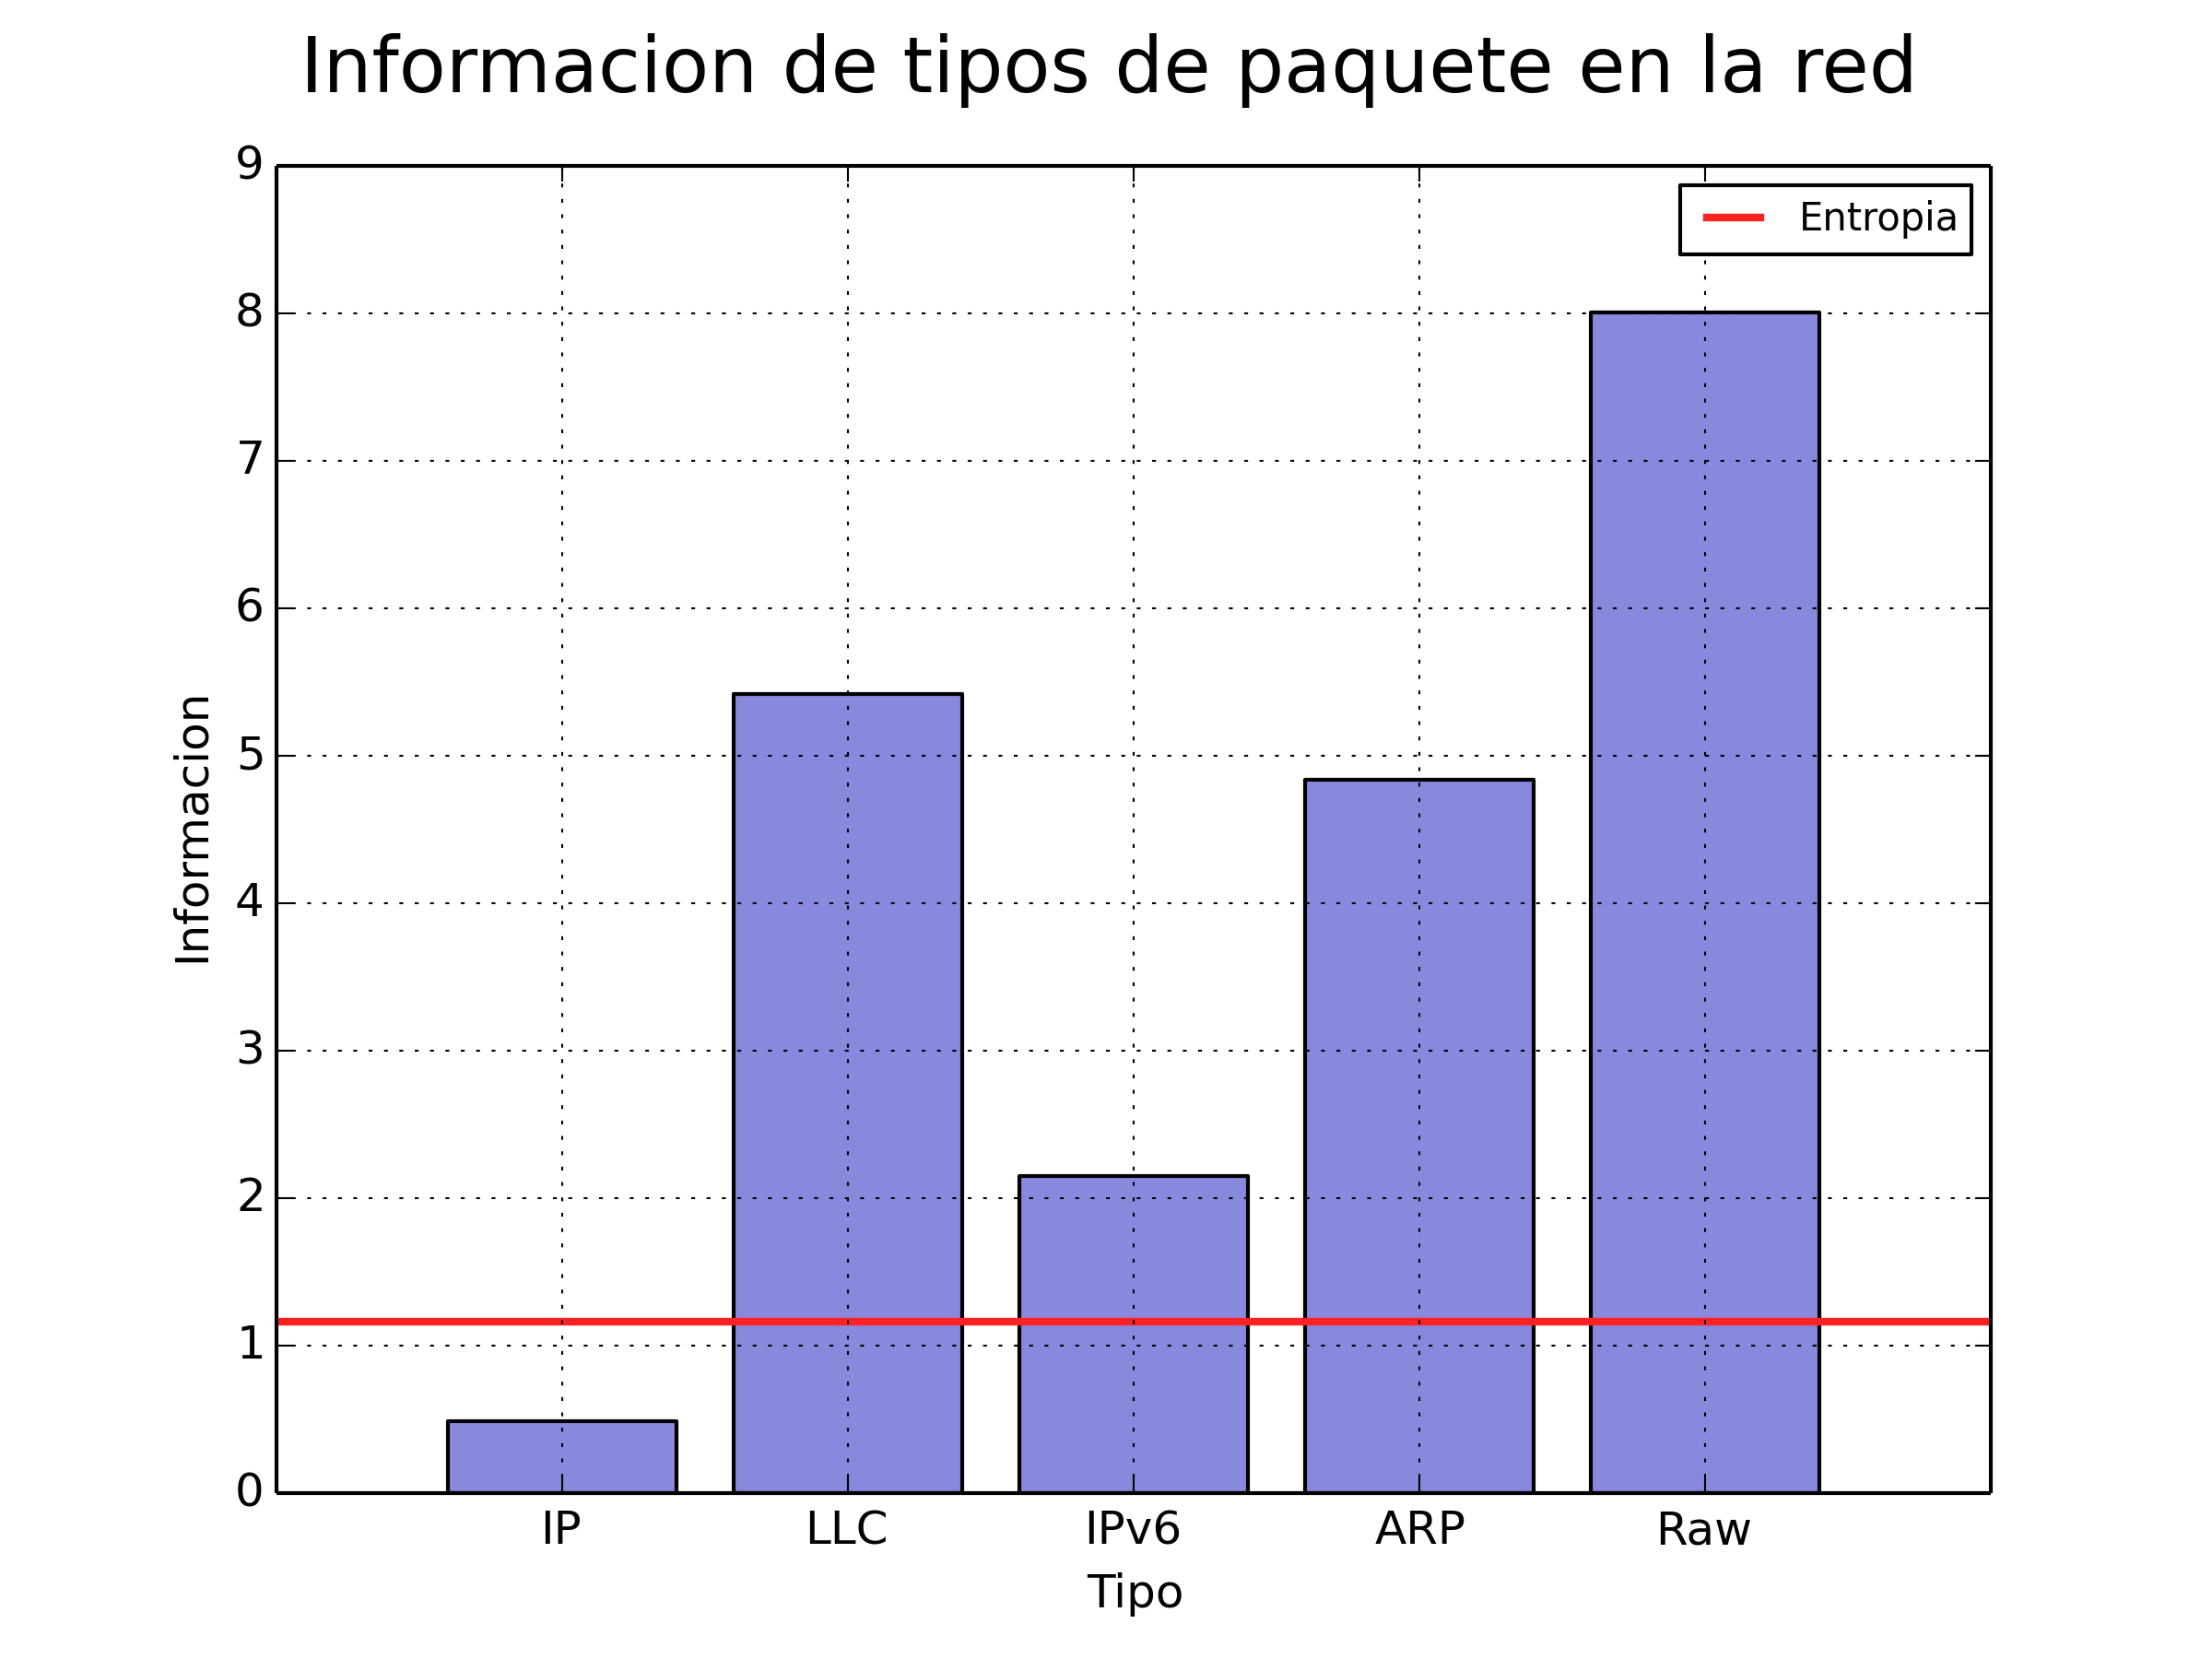 Informacion de tipos de paquete en la red
9
Entropia
8
7
6
5
4
3
2
1
0
Informacion
IP LLC IPv6 ARP Raw
Tipo